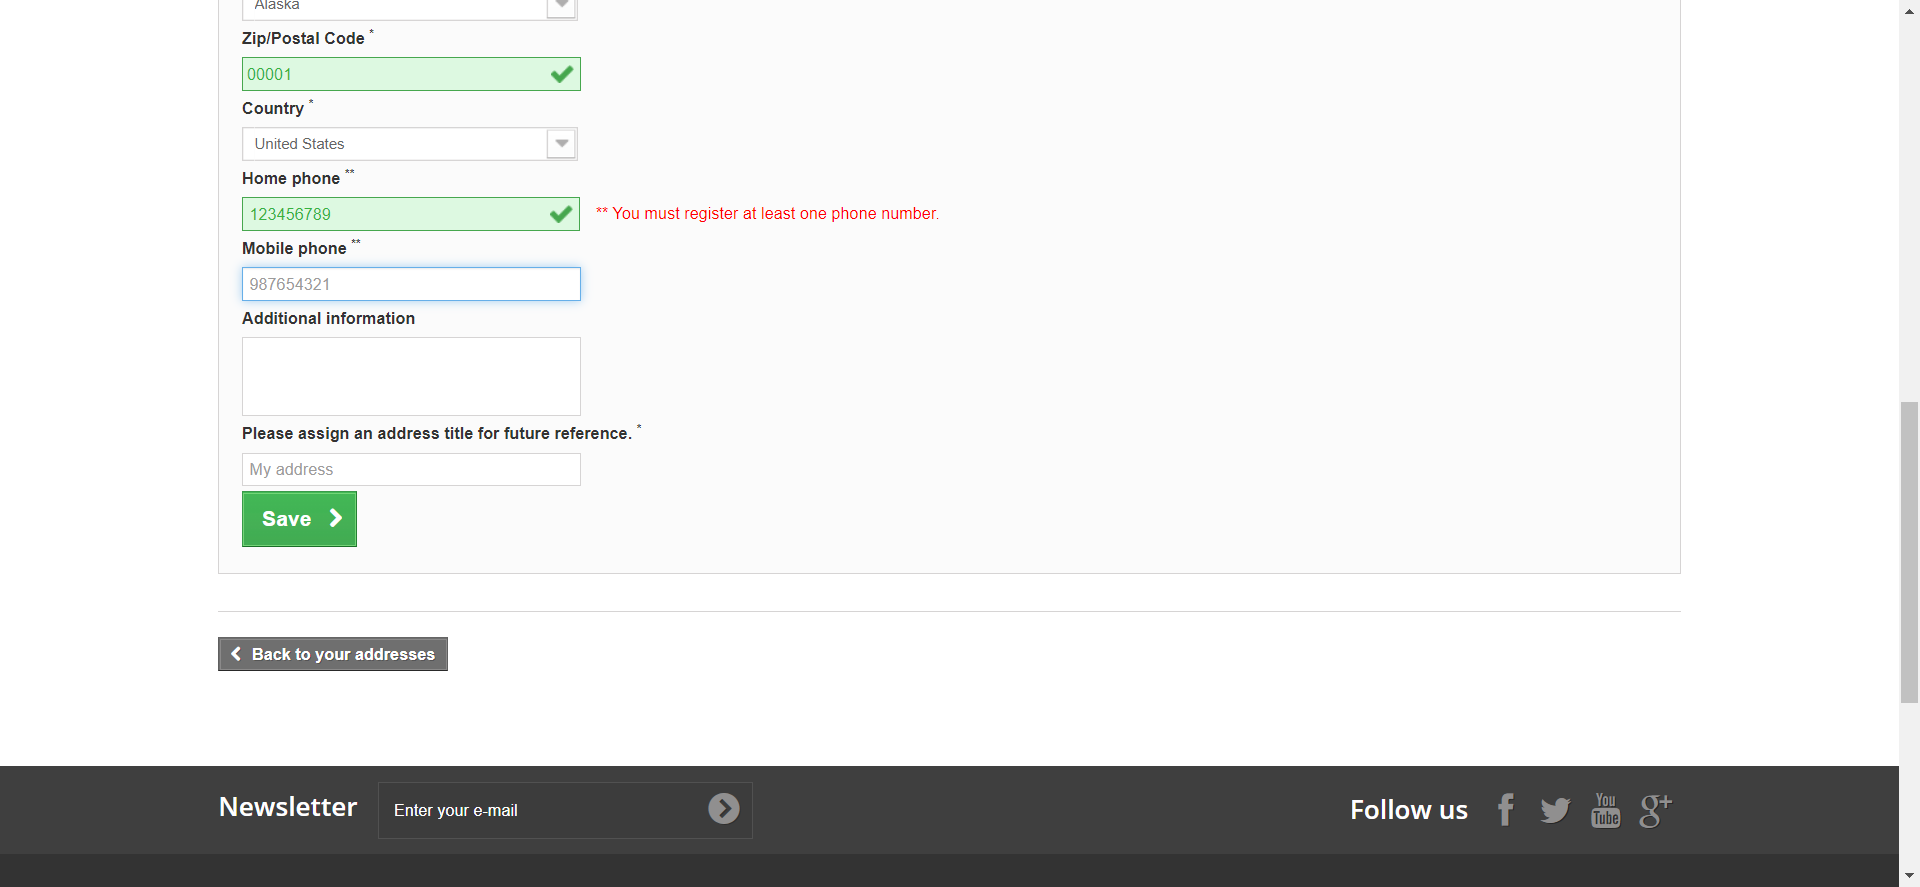 Alaska
Zip/Postal Code *
00001
Country *
United States
Home phone **
123456789
** You must register at least one phone number.
Mobile phone **
987654321
Additional information
Please assign an address title for future reference. *
My address
Save
Back to your addresses
Newsletter
Enter your e-mail
Follow us
You
Tube
g+